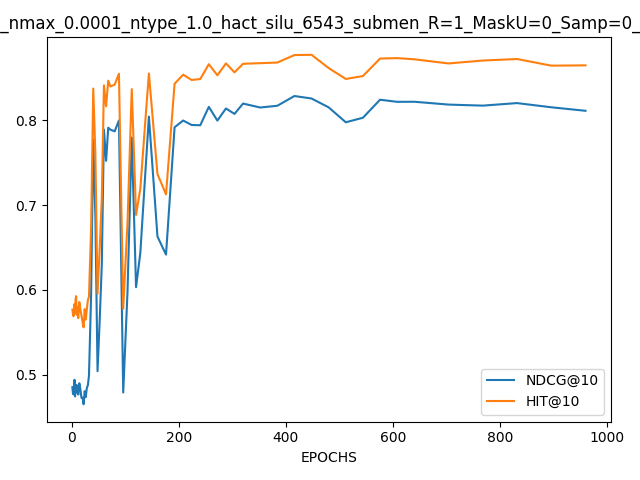 _nmax_0.0001_ntype_1.0_hact_silu_6543_submen_R=1_MaskU=0_Samp=0_
0.8
0.7
0.6
0.5
NDCG@10
HIT@10
0 200 400 600 800 1000
EPOCHS